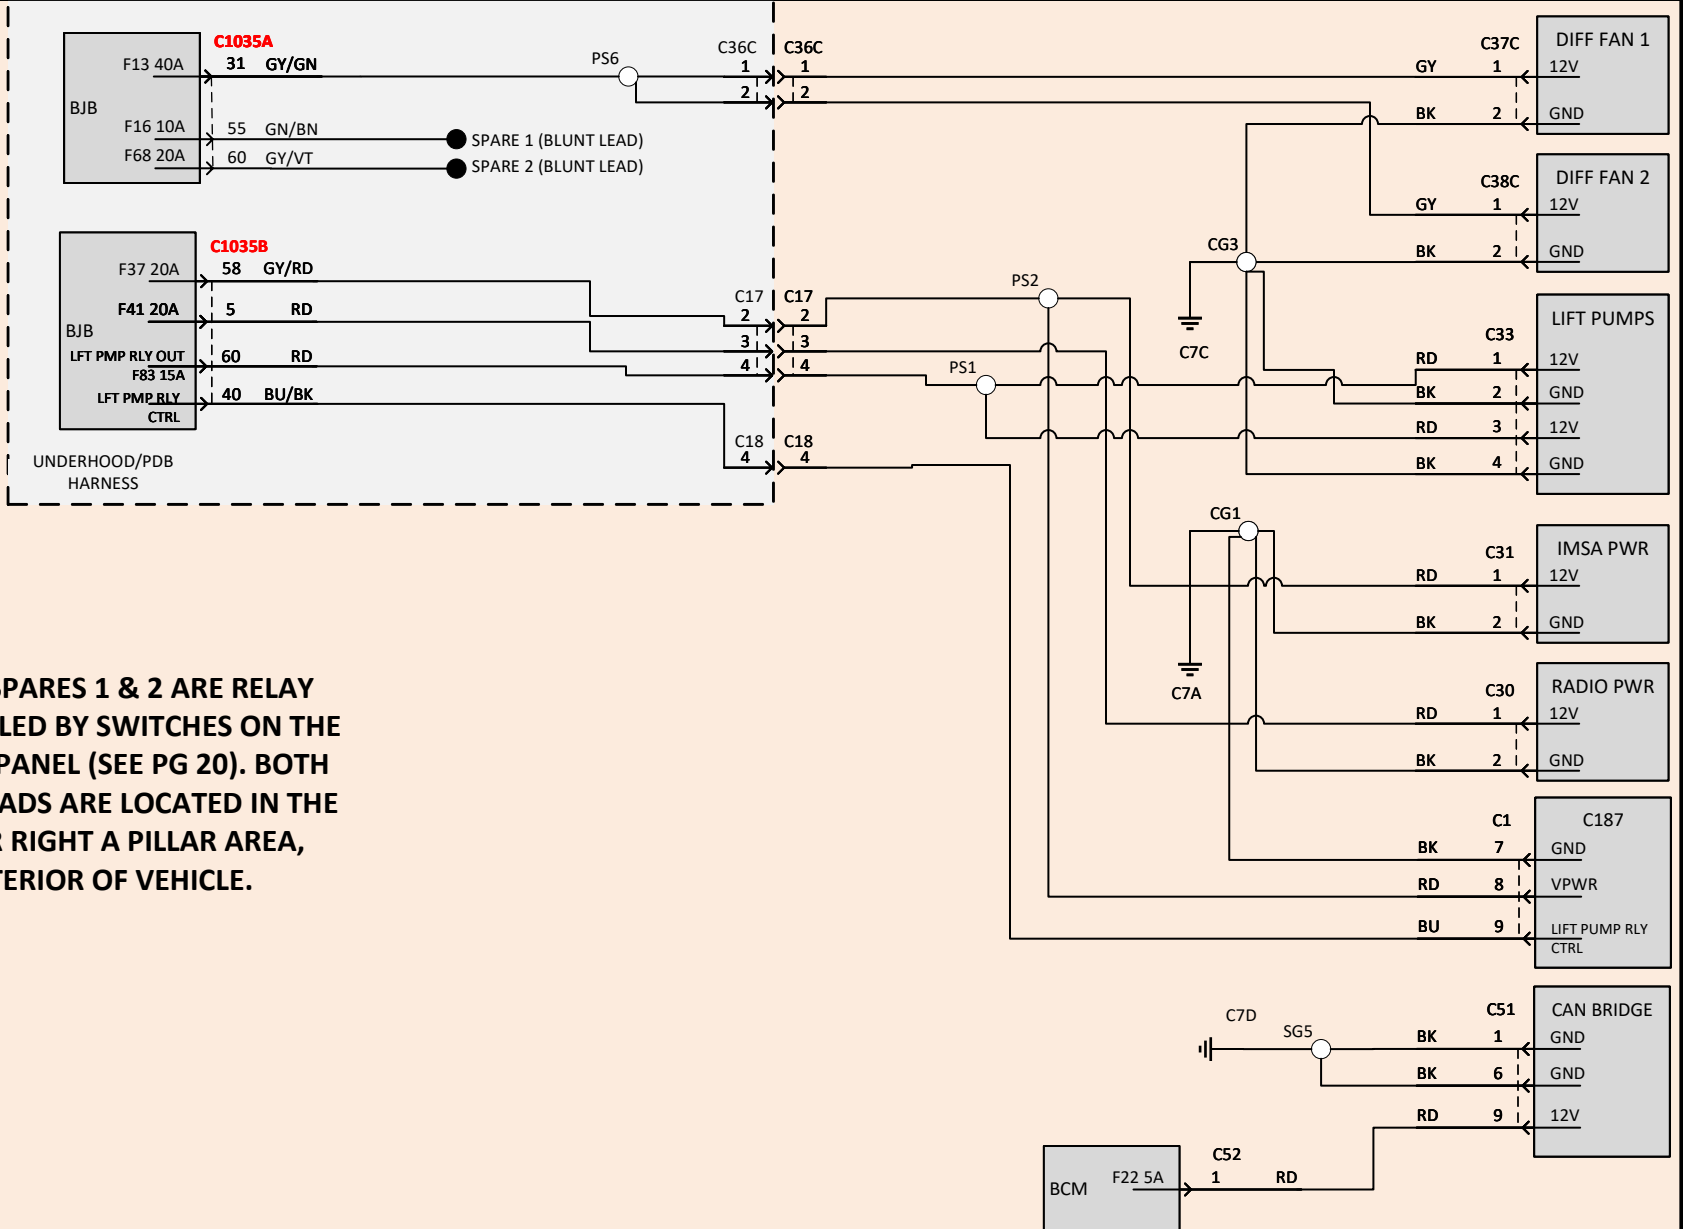 C1035A
F13 40A 31 GY/GN
BJB
F16 10A 55 GN/BN
SPARE 1 (BLUNT LEAD)
F68 20A 60 GY/VT
SPARE 2 (BLUNT LEAD)
PS6
C36C C36C
1 1
2 2
C1035B
F37 20A 58 GY/RD
F41 20A 5 RD
BJB
LFT PMP RLY OUT 60 RD
F83 15A
LFT PMP RLY 40 BU/BK
CTRL
C17 C17
2 2
3 3
4 4
C18 C18
4 4
UNDERHOOD/PDB
HARNESS
PS2
PS1
CG3
C7C
CG1
C7A
DIFF FAN 1
C37C
GY 1 12V
BK 2 GND
DIFF FAN 2
C38C
GY 1 12V
BK 2 GND
LIFT PUMPS
C33
RD 1 12V
BK 2 GND
RD 3 12V
BK 4 GND
IMSA PWR
C31
RD 1 12V
BK 2 GND
RADIO PWR
C30
RD 1 12V
BK 2 GND
C1 C187
BK 7 GND
RD 8 VPWR
BU 9 LIFT PUMP RLY
CTRL
C51 CAN BRIDGE
C7D
SG5
BK 1 GND
BK 6 GND
RD 9 12V
C52
BCM F22 5A 1 RD
SPARES 1 & 2 ARE RELAY
LED BY SWITCHES ON THE
PANEL (SEE PG 20). BOTH
ADS ARE LOCATED IN THE
R RIGHT A PILLAR AREA,
TERIOR OF VEHICLE.